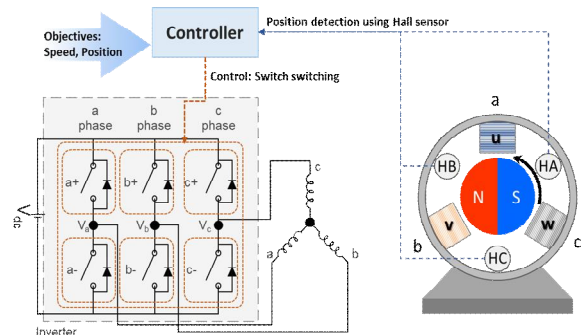 Objectives:
Speed, Position
Controller
Position detection using Hall sensor
Control: Switch switching
a
phase
b
phase
c
phase
a+
b+
c+
Vdc
Va
Vb
Vc
a-
b-
c-
Inverter
c
a
b
a
u
HB
HA
N
S
v
w
b
HC
c